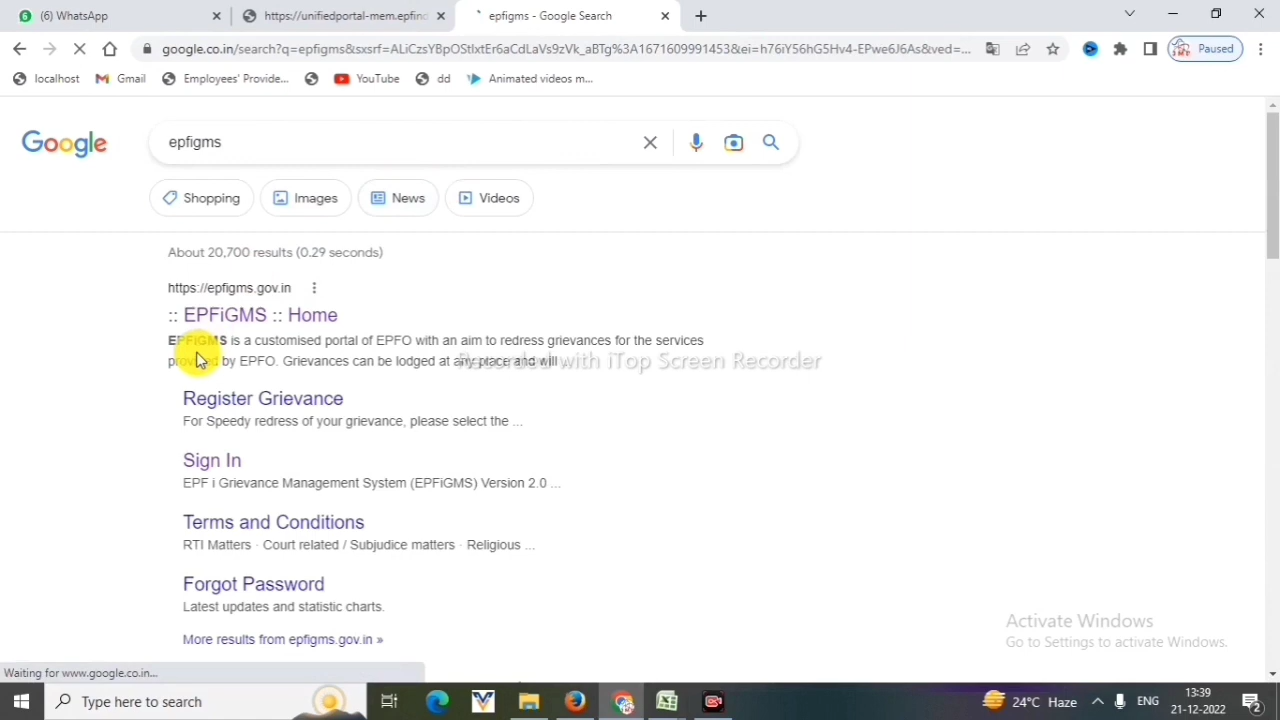 (6) WhatsApp
https://unifiedportal-mem.epfind
epfigms - Google Search
google.co.in/search?q=epfigms&sxsrf=ALiCzsYBpOStIxtEr6aCdLaVs9zVk_aBTg%3A1671609991453&ei=h76iY56hG5Hv4-EPwe6J6As&ved=...
Paused
localhost
Gmail
Employees' Provide...
YouTube
dd
Animated videos m...
Google
epfigms
Shopping
Images
News
Videos
About 20,700 results (0.29 seconds)
https://epfigms.gov.in
:: EPFiGMS :: Home
EPFiGMS is a customised portal of EPFO with an aim to redress grievances for the services
provided by EPFO. Grievances can be lodged at any place and will ...
Recorded with iTop Screen Recorder
Register Grievance
For Speedy redress of your grievance, please select the ...
Sign In
EPF i Grievance Management System (EPFiGMS) Version 2.0 ...
Terms and Conditions
RTI Matters · Court related / Subjudice matters · Religious ...
Forgot Password
Latest updates and statistic charts.
More results from epfigms.gov.in »
Activate Windows
Go to Settings to activate Windows.
Waiting for www.google.co.in...
Type here to search
24°C Haze
ENG
13:39
21-12-2022
2